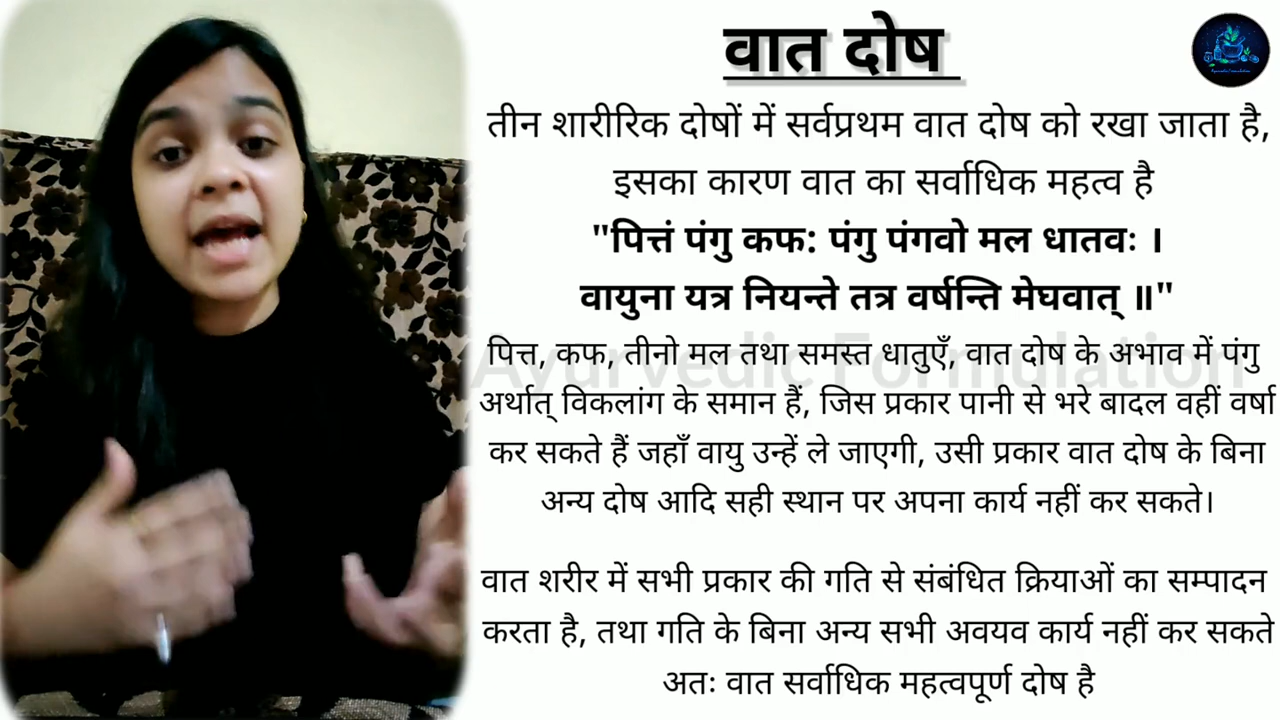 वात दोष
तीन शारीरिक दोषों में सर्वप्रथम वात दोष को रखा जाता है,
इसका कारण वात का सर्वाधिक महत्व है
"पित्तं पंगु कफः पंगु पंगवो मल धातवः ।
वायुना यत्र नियन्ते तत्र वर्षन्ति मेघवात् ॥"
Ayurvedic Formulation
पित्त, कफ, तीनो मल तथा समस्त धातुएँ, वात दोष के अभाव में पंगु
अर्थात् विकलांग के समान हैं, जिस प्रकार पानी से भरे बादल वहीं वर्षा
कर सकते हैं जहाँ वायु उन्हें ले जाएगी, उसी प्रकार वात दोष के बिना
अन्य दोष आदि सही स्थान पर अपना कार्य नहीं कर सकते।
वात शरीर में सभी प्रकार की गति से संबंधित क्रियाओं का सम्पादन
करता है, तथा गति के बिना अन्य सभी अवयव कार्य नहीं कर सकते
अतः वात सर्वाधिक महत्वपूर्ण दोष है